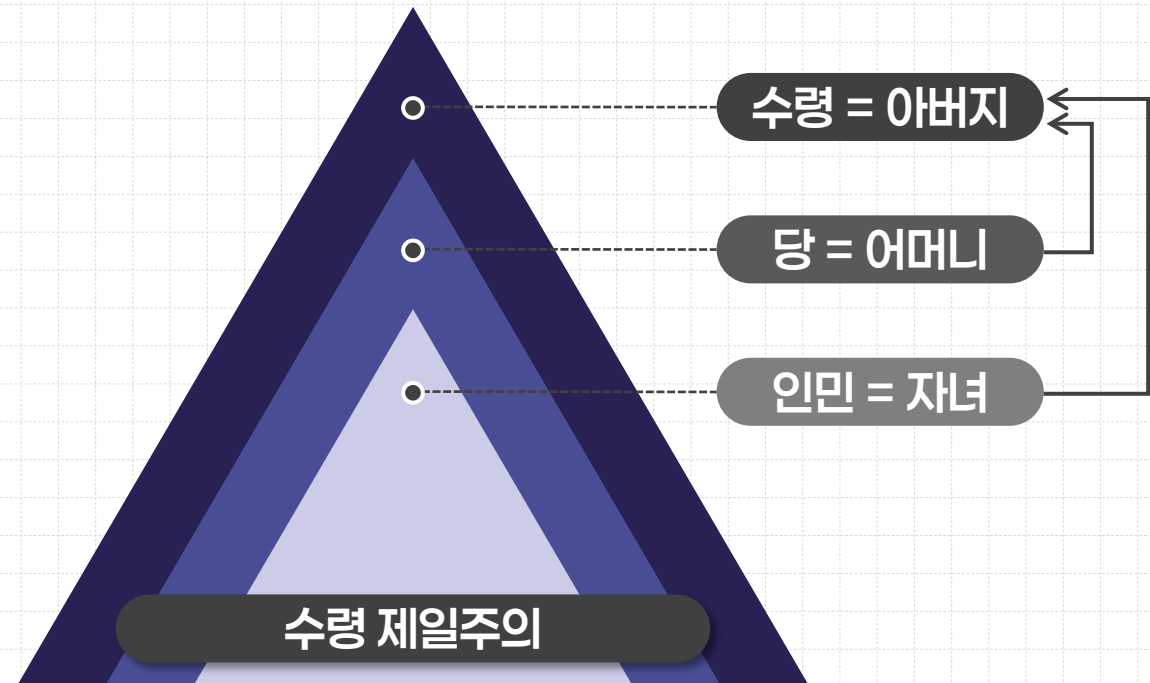 수령 = 아버지
당 = 어머니
인민 = 자녀
수령 제일주의